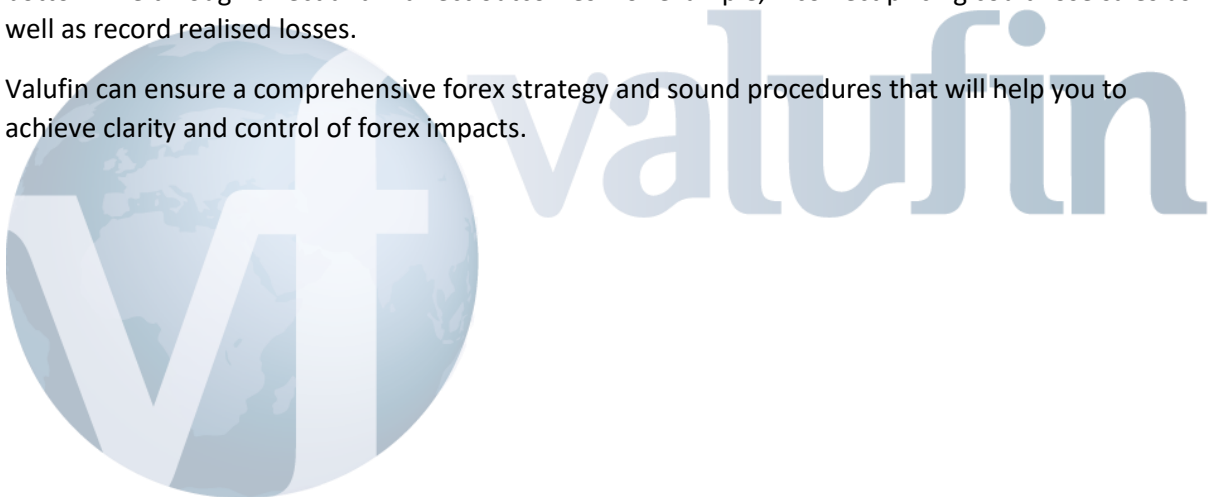 well as record realised losses.
Valufin can ensure a comprehensive forex strategy and sound procedures that will help you to
achieve clarity and control of forex impacts.
valufin
vf